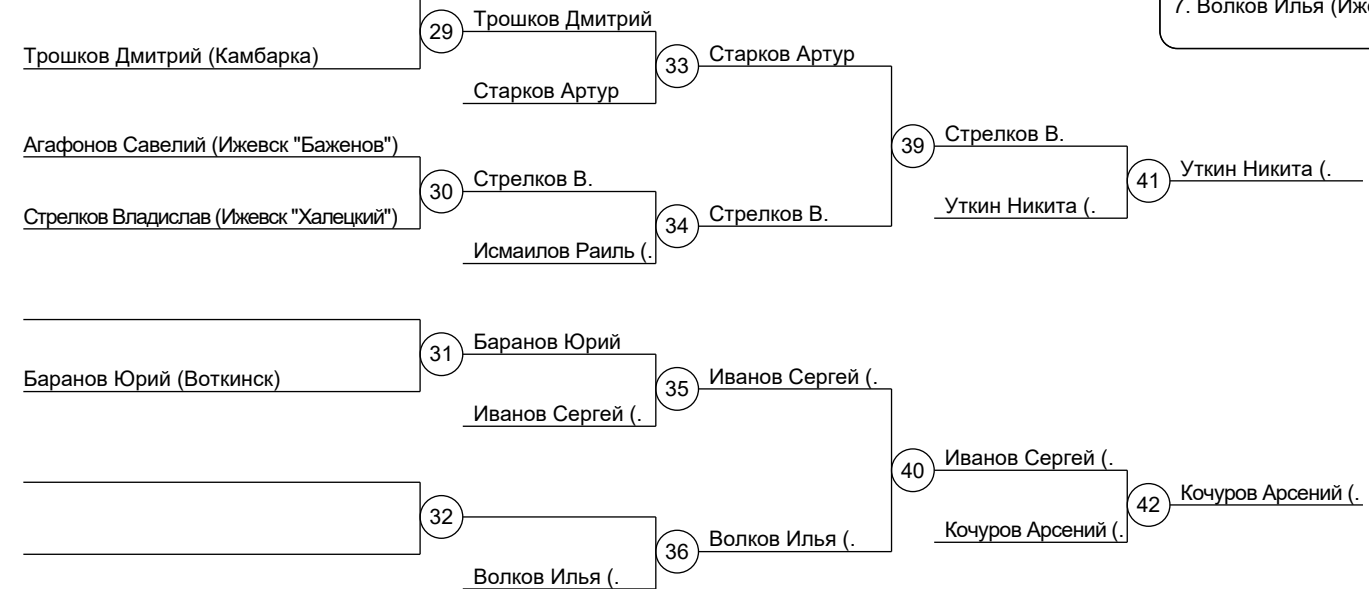 7. Волков Илья (Иже
Трошков Дмитрий
29
Старков Артур
Трошков Дмитрий (Камбарка)
33
Старков Артур
Стрелков В.
Агафонов Савелий (Ижевск "Баженов")
39
Уткин Никита (.
Стрелков В.
41
30
Уткин Никита (.
Стрелков Владислав (Ижевск "Халецкий")
Стрелков В.
34
Исмаилов Раиль (.
Баранов Юрий
31
Иванов Сергей (.
Баранов Юрий (Воткинск)
35
Иванов Сергей (.
Иванов Сергей (.
40
Кочуров Арсений (.
42
32
Кочуров Арсений (.
Волков Илья (.
36
Волков Илья (.